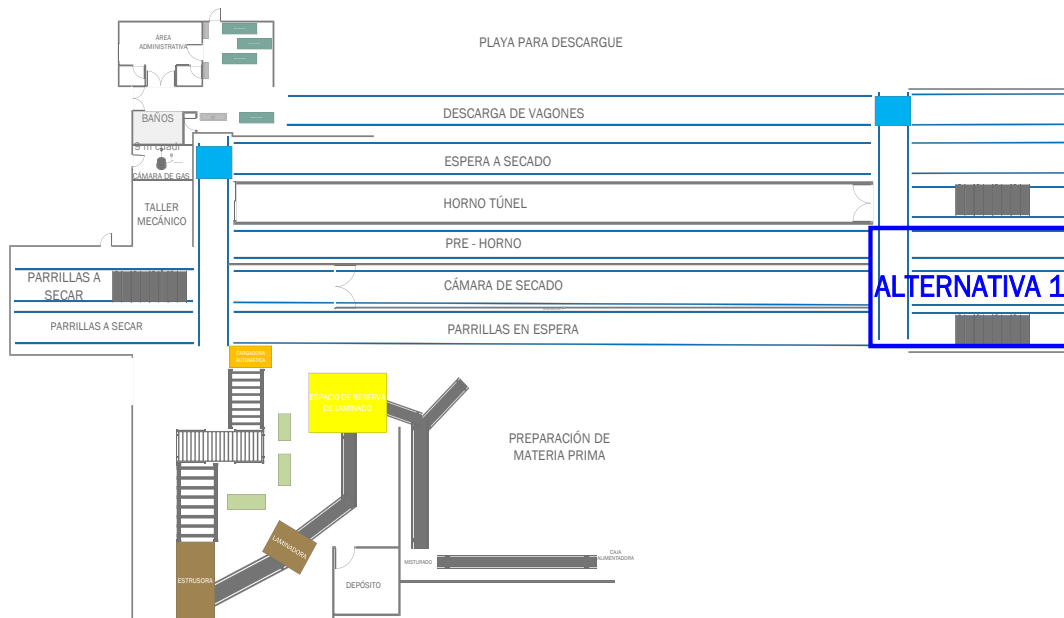 ÁREA
ADMINISTRATIVA
PLAYA PARA DESCARGUE
DESCARGA DE VAGONES
BAÑOS
ESPERA A SECADO
CÁMARA DE GAS
HORNO TÚNEL
TALLER
MECÁNICO
PRE - HORNO
PARRILLAS A
SECAR
CÁMARA DE SECADO
ALTERNATIVA 1
PARRILLAS A SECAR
PARRILLAS EN ESPERA
CARGADORA
AUTOMÁTICA
ESPACIO DE RESERVA
DE LAMINADO
PREPARACIÓN DE
MATERIA PRIMA
LAMINADORA
MISTURADO
CAJA
ALIMENTADORA
ESTRUSORA
DEPÓSITO